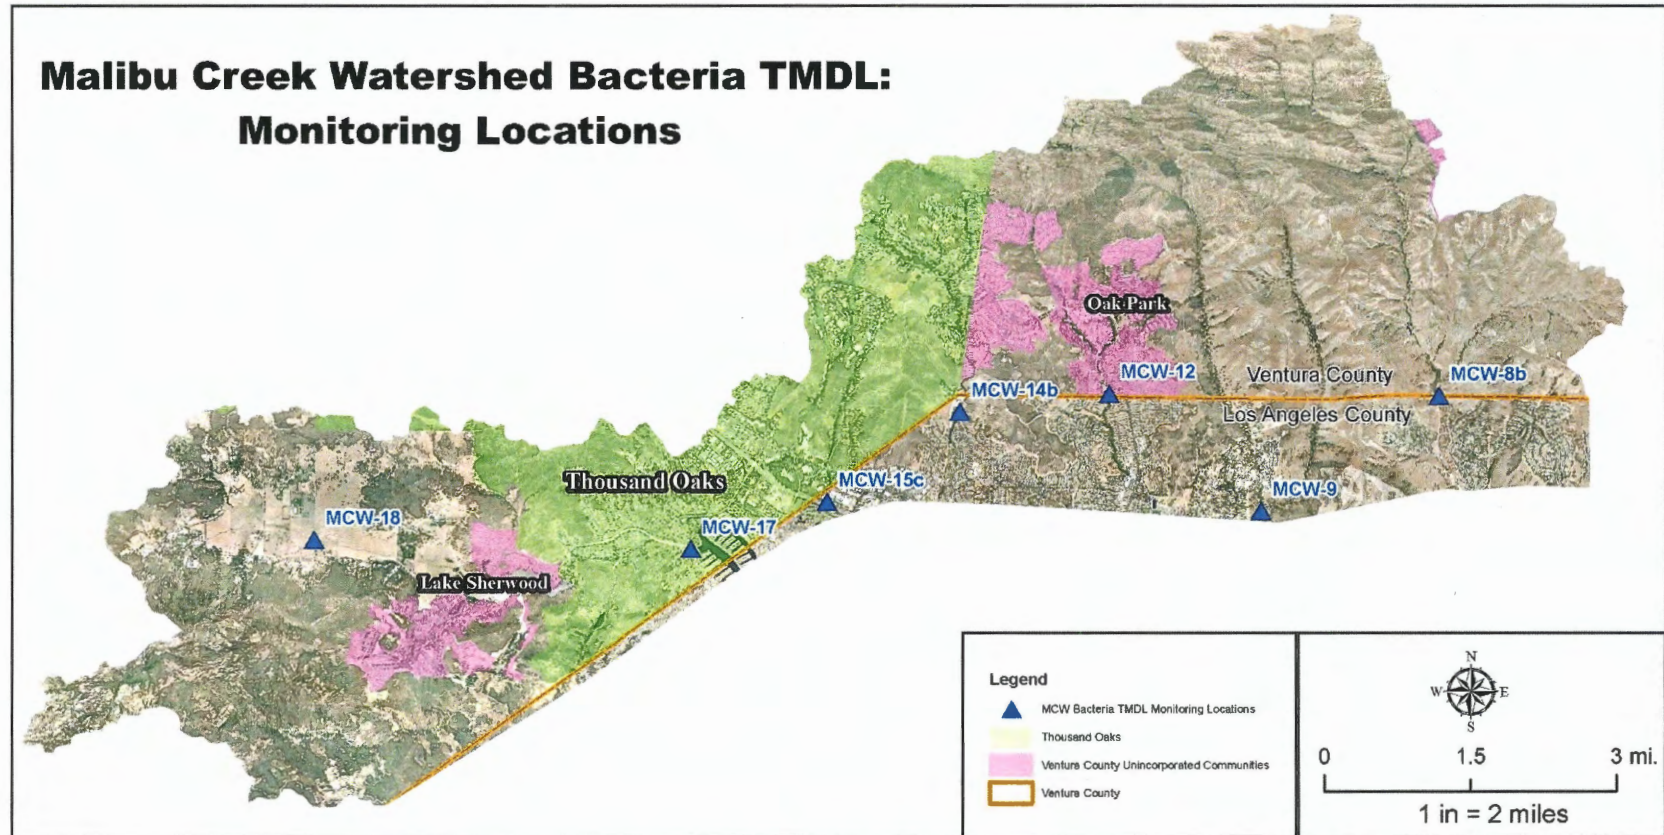 Malibu Creek Watershed Bacteria TMDL:
Monitoring Locations
Oak Park
MCW-12
Ventura County
MCW-8b
MCW-14b
Los Angeles County
Thousand Oaks
MCW-15c
MCW-9
MCW-18
MCW-17
Lake Sherwood
Legend
MCW Bacteria TMDL Monitoring Locations
Thousand Oaks
Ventura County Unincorporated Communities
Ventura County
N
W
E
S
0
1.5
3 mi.
1 in = 2 miles